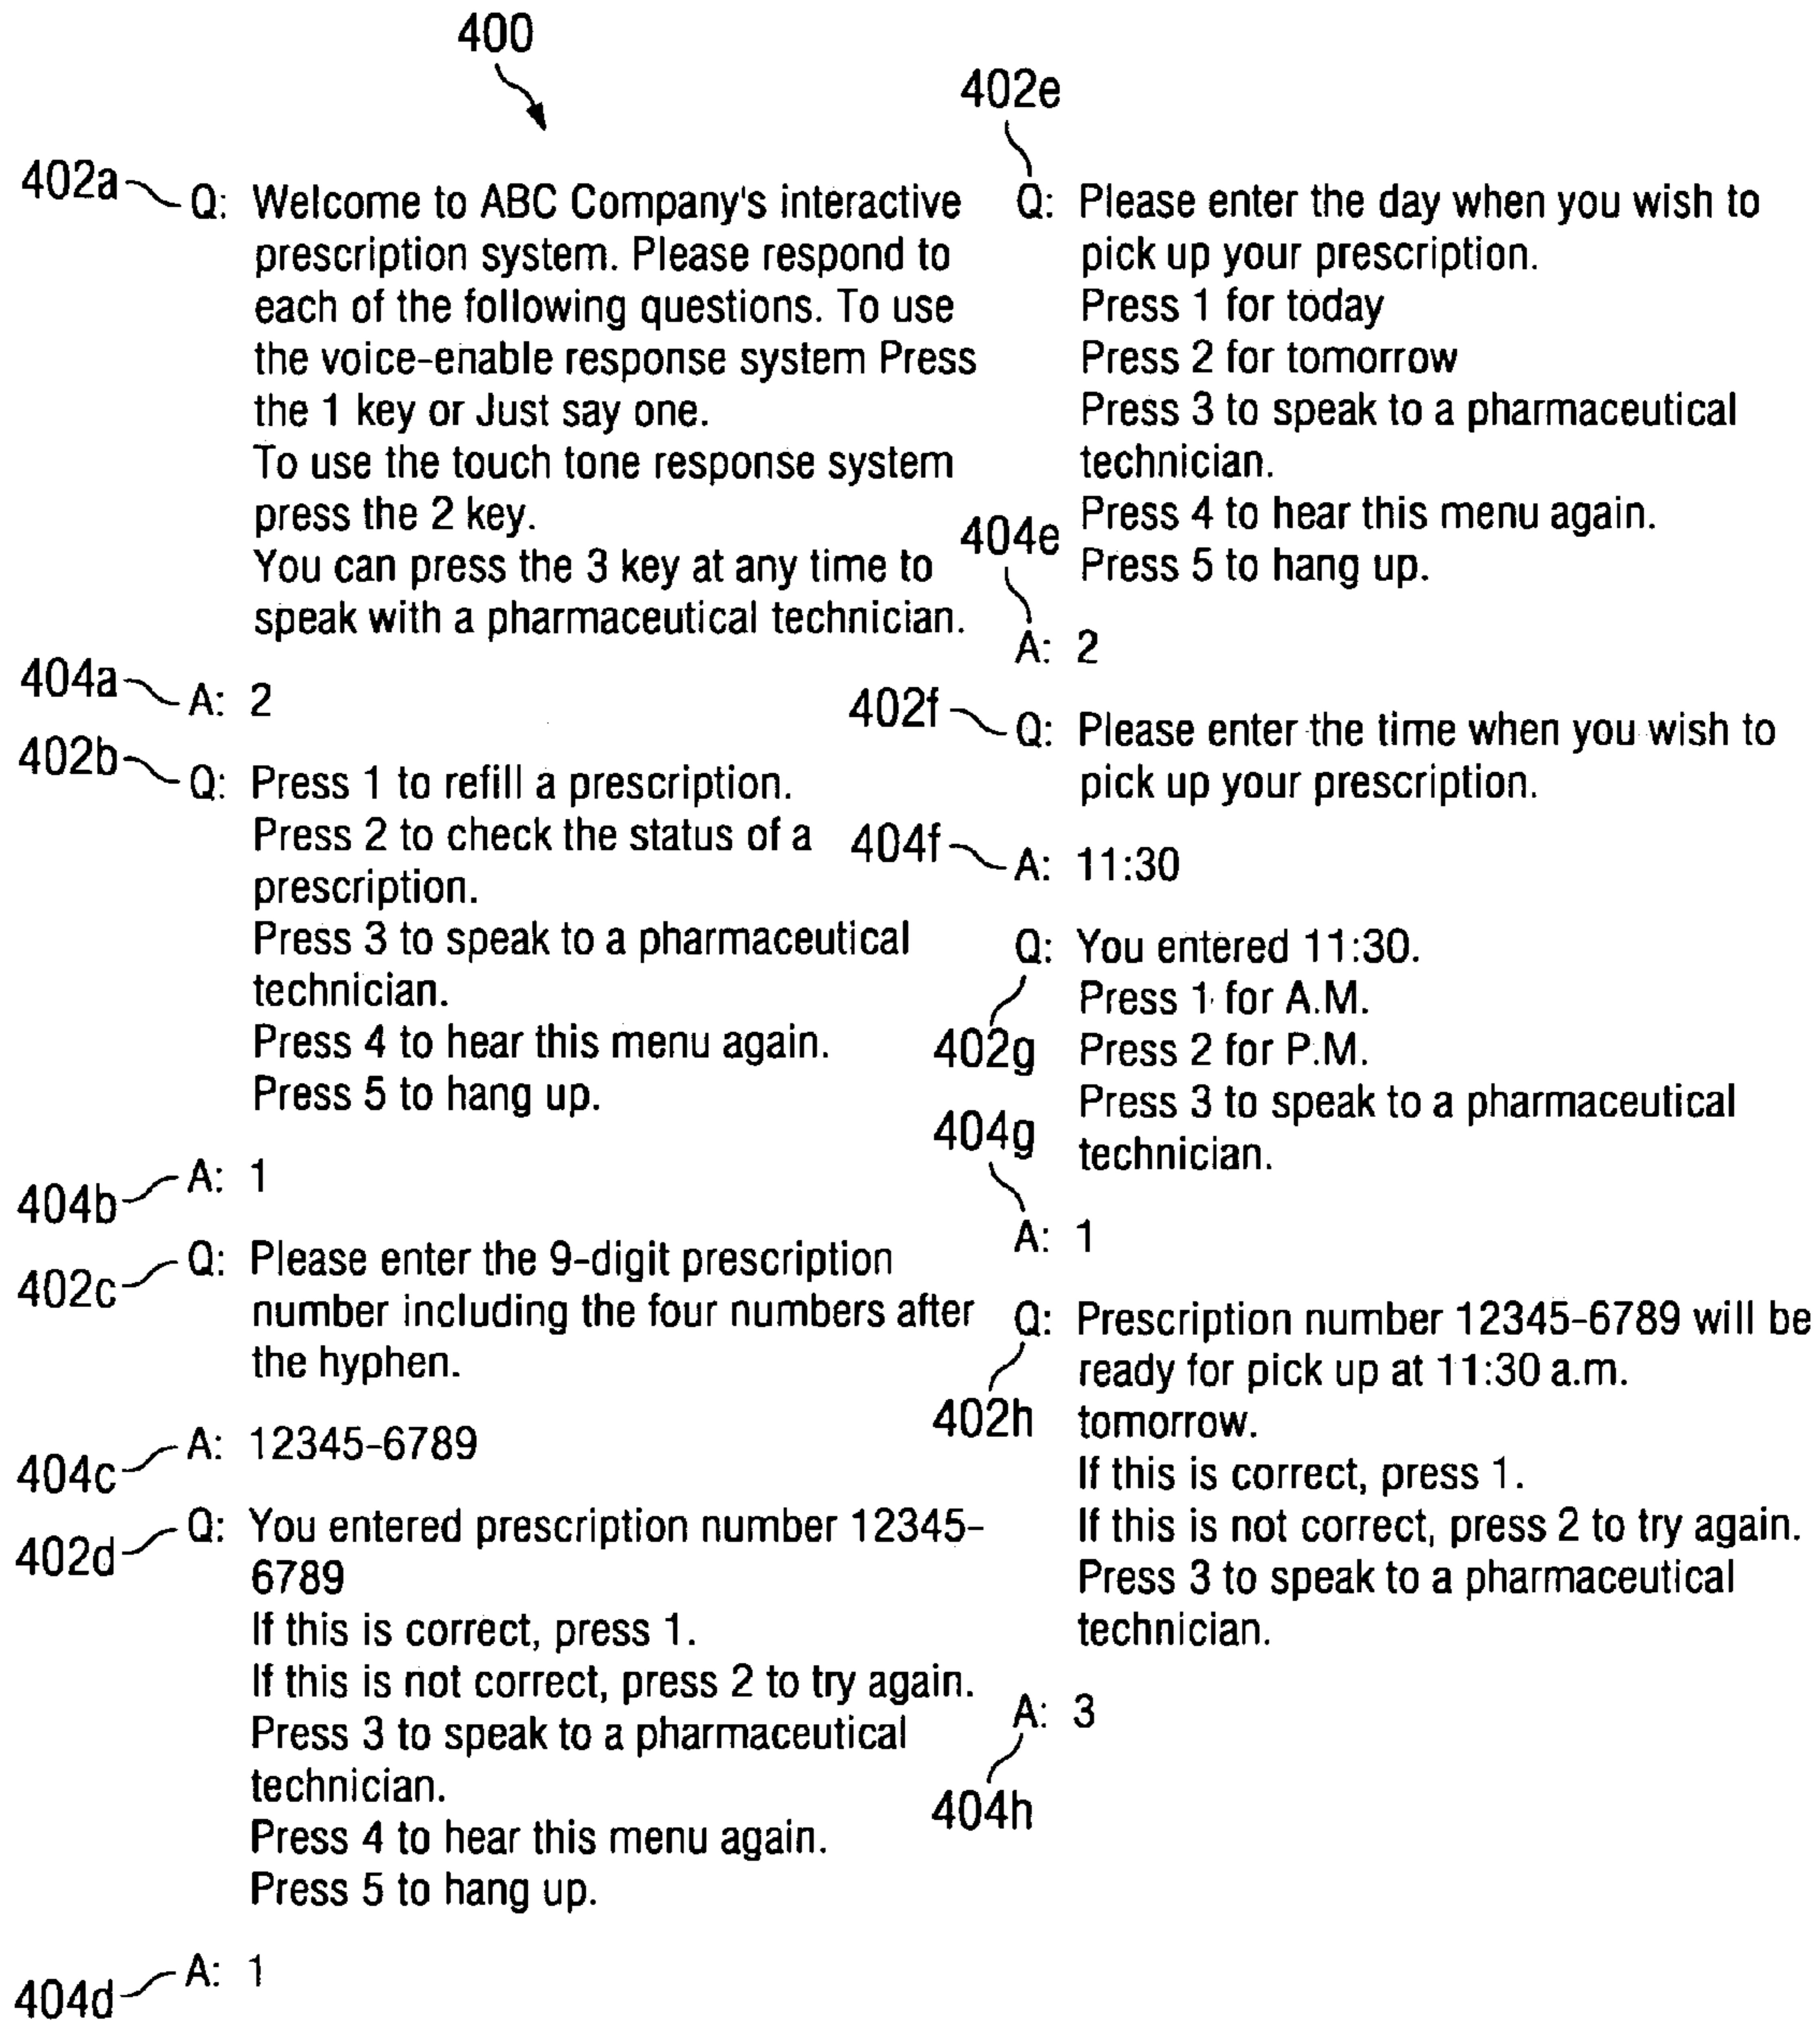 400
402a Q: Welcome to ABC Company's interactive
prescription system. Please respond to
each of the following questions. To use
the voice-enable response system Press
the 1 key or Just say one.
To use the touch tone response system
press the 2 key.
You can press the 3 key at any time to
speak with a pharmaceutical technician.
404a A: 2
402b Q: Press 1 to refill a prescription.
Press 2 to check the status of a
prescription.
Press 3 to speak to a pharmaceutical
technician.
Press 4 to hear this menu again.
Press 5 to hang up.
404b A: 1
402c Q: Please enter the 9-digit prescription
number including the four numbers after
the hyphen.
404c A: 12345-6789
402d Q: You entered prescription number 12345-
6789
If this is correct, press 1.
If this is not correct, press 2 to try again.
Press 3 to speak to a pharmaceutical
technician.
Press 4 to hear this menu again.
Press 5 to hang up.
404d A: 1
402e
Q: Please enter the day when you wish to
pick up your prescription.
Press 1 for today
Press 2 for tomorrow
Press 3 to speak to a pharmaceutical
technician.
Press 4 to hear this menu again.
Press 5 to hang up.
404e
A: 2
402f Q: Please enter the time when you wish to
pick up your prescription.
404f A: 11:30
Q: You entered 11:30.
Press 1 for A.M.
402g Press 2 for P.M.
Press 3 to speak to a pharmaceutical
technician.
404g
A: 1
Q: Prescription number 12345-6789 will be
ready for pick up at 11:30 a.m.
402h tomorrow.
If this is correct, press 1.
If this is not correct, press 2 to try again.
Press 3 to speak to a pharmaceutical
technician.
A: 3
404h